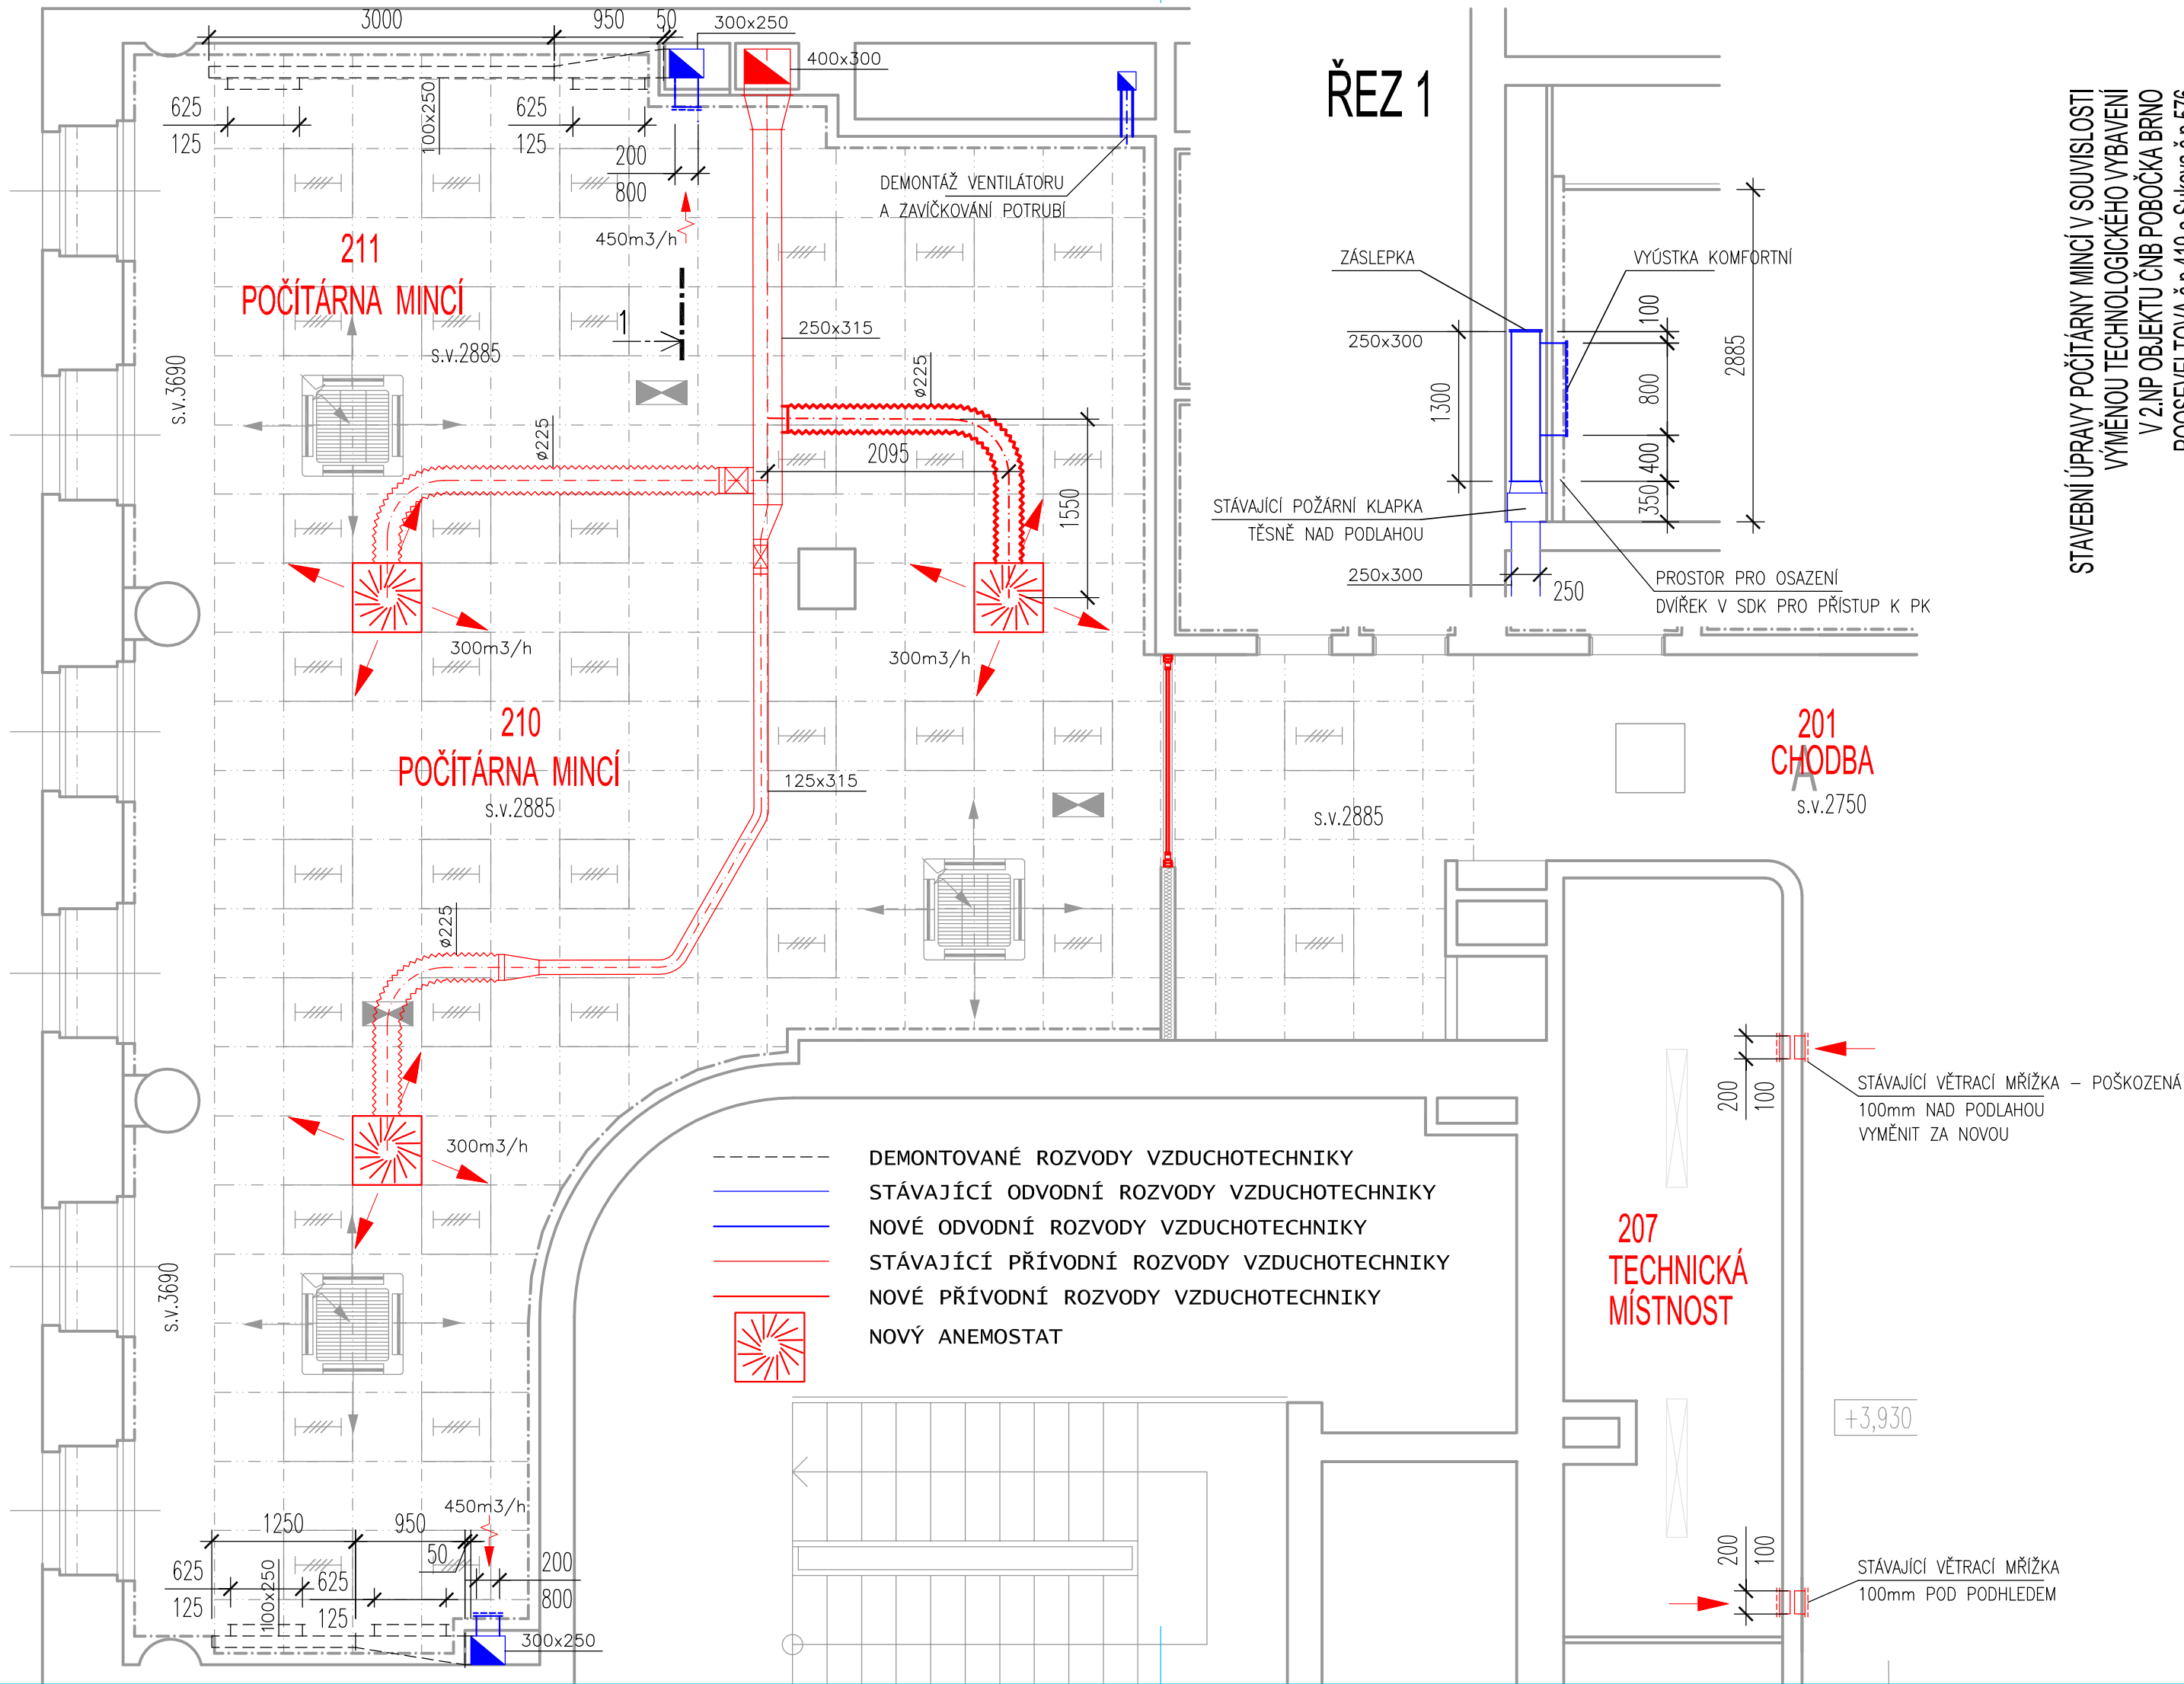 3000
950
50
300x250
400x300
625
125
100x250
625
125
200
800
450m3/h
DEMONTÁŽ VENTILÁTORU
A ZAVÍČKOVÁNÍ POTRUBÍ
211
POČÍTÁRNA MINCÍ
s.v.2885
s.v.3690
1
250x315
ø225
ø225
2095
1550
300m3/h
300m3/h
210
POČÍTÁRNA MINCÍ
s.v.2885
125x315
ø225
300m3/h
s.v.3690
ŘEZ 1
ZÁSLEPKA
VYÚSTKA KOMFORTNÍ
250x300
1300
100
800
400
350
2885
STÁVAJÍCÍ POŽÁRNÍ KLAPKA
TĚSNĚ NAD PODLAHOU
250x300
250
PROSTOR PRO OSAZENÍ
DVÍŘEK V SDK PRO PŘÍSTUP K PK
STAVEBNÍ ÚPRAVY POČÍTÁRNY MINCÍ V SOUVISLOSTI
VÝMĚNOU TECHNOLOGICKÉHO VYBAVENÍ
V 2.NP OBJEKTU ČNB POBOČKA BRNO
s.v.2885
201
CHODBA
A
s.v.2750
200
100
STÁVAJÍCÍ VĚTRACÍ MŘÍŽKA – POŠKOZENÁ
100mm NAD PODLAHOU
VYMĚNIT ZA NOVOU
DEMONTOVANÉ ROZVODY VZDUCHOTECHNIKY
STÁVAJÍCÍ ODVODNÍ ROZVODY VZDUCHOTECHNIKY
NOVÉ ODVODNÍ ROZVODY VZDUCHOTECHNIKY
STÁVAJÍCÍ PŘÍVODNÍ ROZVODY VZDUCHOTECHNIKY
NOVÉ PŘÍVODNÍ ROZVODY VZDUCHOTECHNIKY
NOVÝ ANEMOSTAT
207
TECHNICKÁ
MÍSTNOST
+3,930
200
100
STÁVAJÍCÍ VĚTRACÍ MŘÍŽKA
100mm POD PODHLEDEM
450m3/h
1250
950
50
200
800
625
125
100x250
625
125
300x250